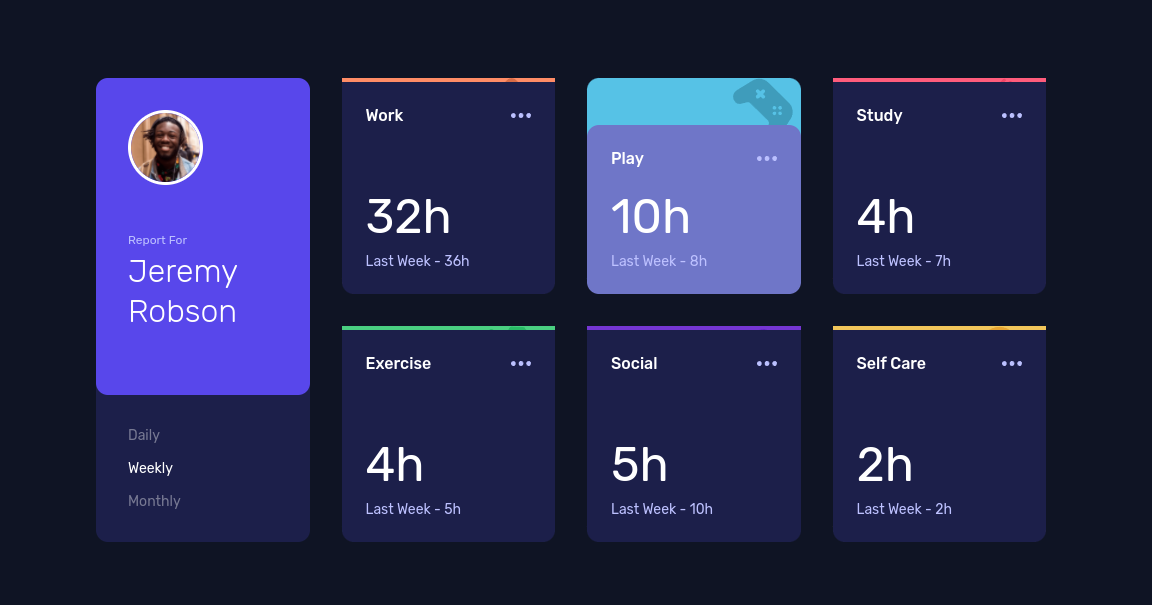 Report For
Jeremy
Robson
Daily
Weekly
Monthly
Work
32h
Last Week - 36h
Play
10h
Last Week - 8h
Study
4h
Last Week - 7h
Exercise
4h
Last Week - 5h
Social
5h
Last Week - 10h
Self Care
2h
Last Week - 2h